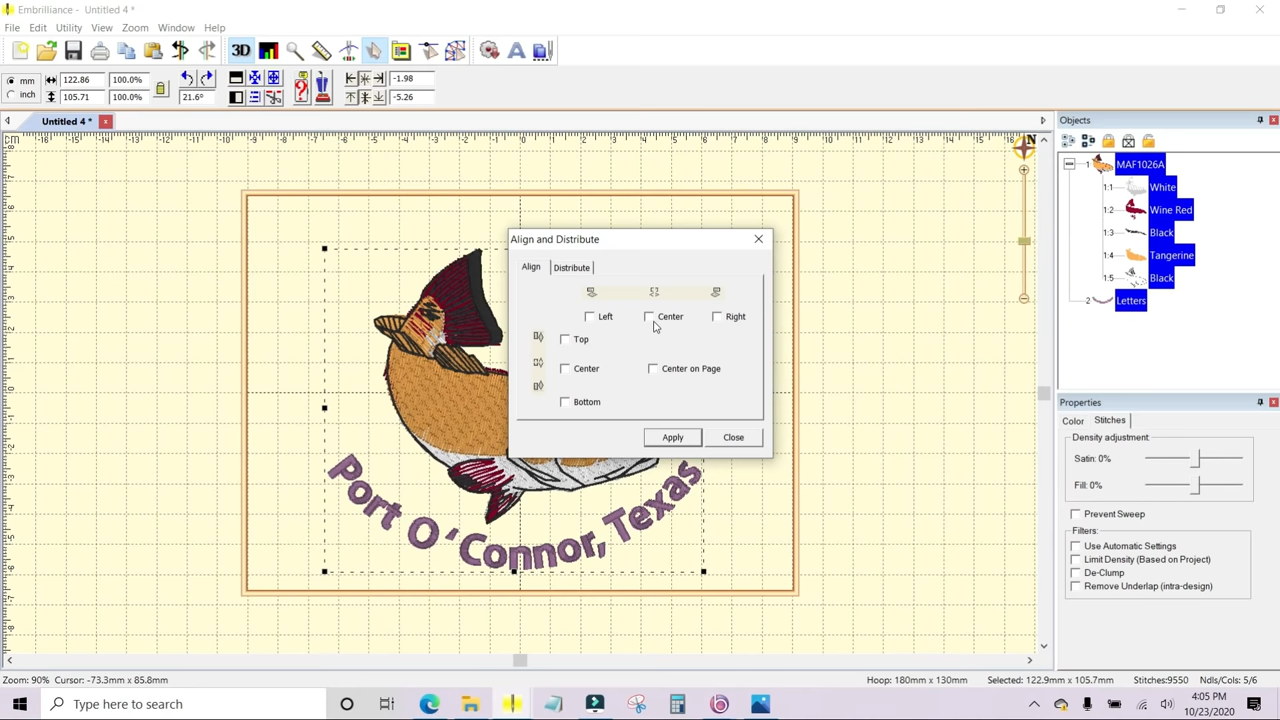 Embrilliance - Untitled 4 *
File Edit Utility View Zoom Window Help
3D
mm 122.86 100.0% -1.98
inch 105.71 100.0% 21.6° -5.26
Untitled 4 *
Objects
1 MAF1026A
1:1 White
1:2 Wine Red
1:3 Black
1:4 Tangerine
1:5 Black
2 Letters
Align and Distribute
Align Distribute
Left Center Right
Top
Center Center on Page
Bottom
Apply Close
Port O'Connor, Texas
Properties
Color Stitches
Density adjustment
Satin: 0%
Fill: 0%
Prevent Sweep
Filters:
Use Automatic Settings
Limit Density (Based on Project)
De-Clump
Remove Underlap (intra-design)
Zoom: 90% Cursor: -73.3mm x 85.8mm Hoop: 180mm x 130mm Selected: 122.9mm x 105.7mm Stitches:9550 Ndls/Cols: 5/6
Type here to search
4:05 PM
10/23/2020